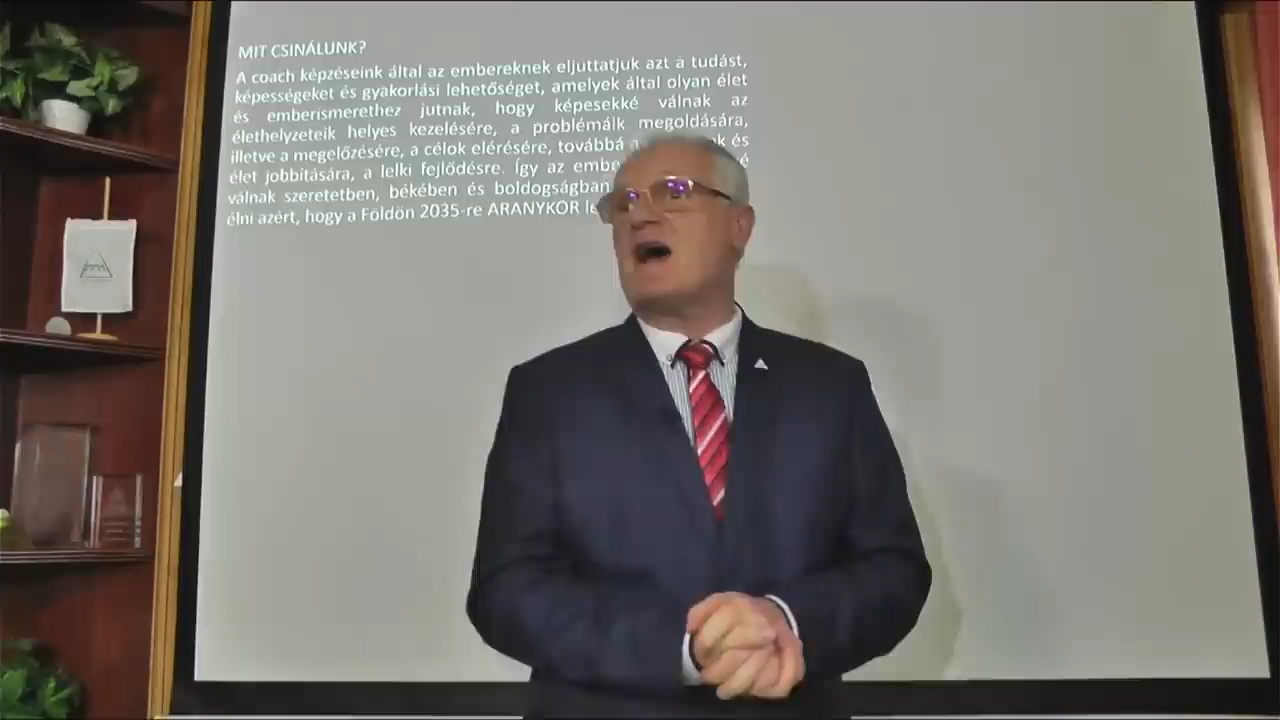 MIT CSINÁLUNK?
A coach képzéseink által az embereknek eljuttatjuk azt a tudást,
képességeket és gyakorlási lehetőséget, amelyek által olyan élet
és emberismerethez jutnak, hogy képesekké válnak az
élethelyzeteik helyes kezelésére, a problémáik megoldására,
illetve a megelőzésére, a célok elérésére, továbbá és
élet jobbítására, a lelki fejlődésre. Így az
válnak szeretetben, békében és boldogságban
élni azért, hogy a Földön 2035-re ARANYKOR